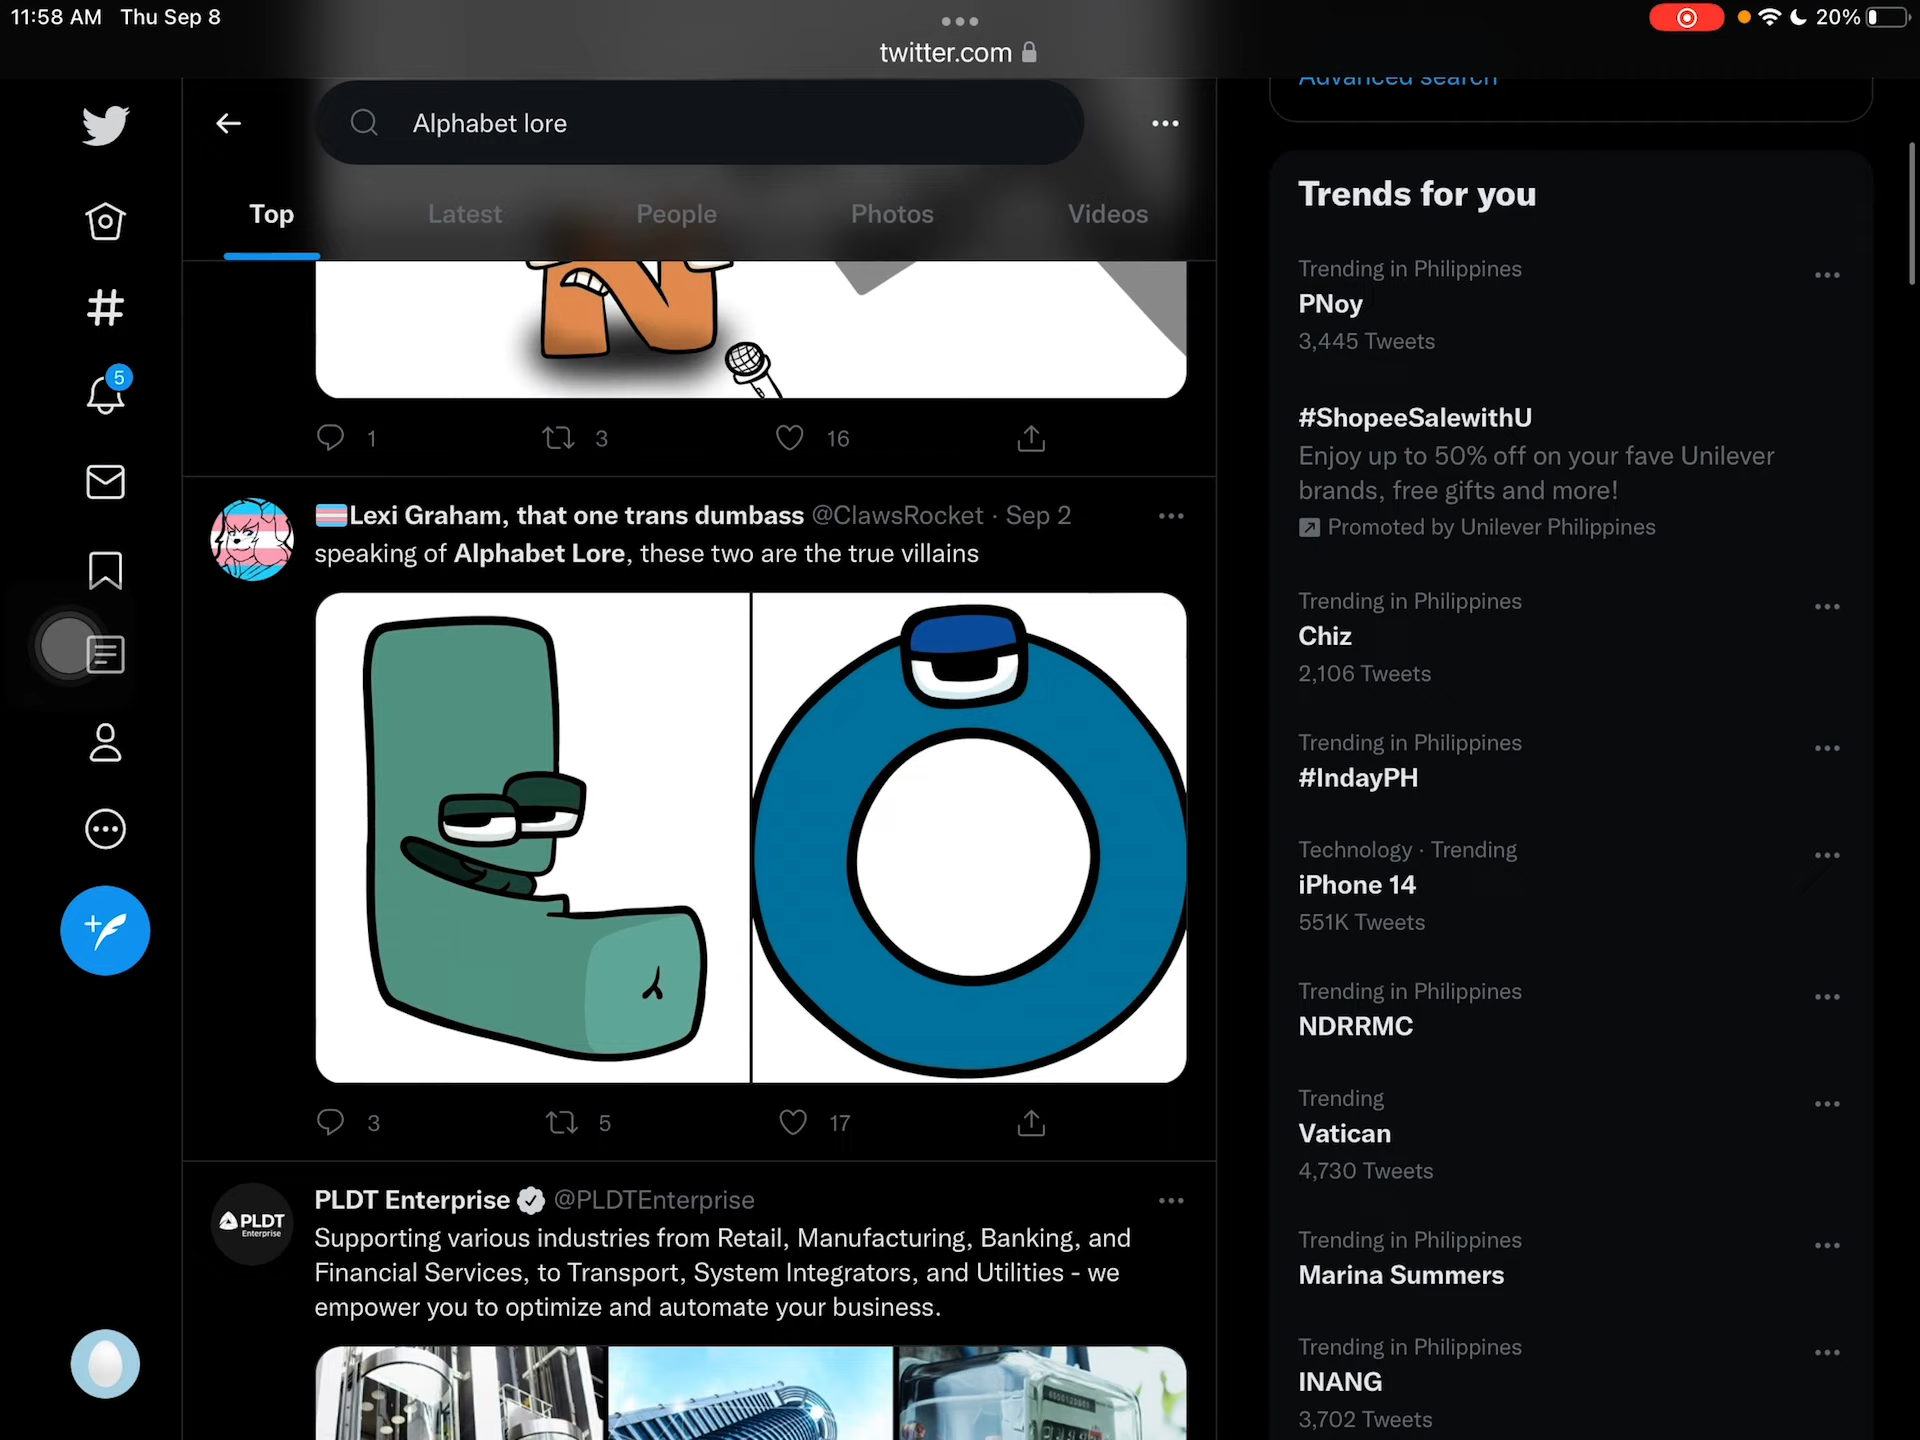 11:58 AM Thu Sep 8
20%
twitter.com
Alphabet lore
Top
Latest
People
Photos
Videos
1
3
16
5
Lexi Graham, that one trans dumbass @ClawsRocket · Sep 2
speaking of Alphabet Lore, these two are the true villains
3
5
17
PLDT Enterprise @PLDTEnterprise
PLDT
Enterprise
Supporting various industries from Retail, Manufacturing, Banking, and
Financial Services, to Transport, System Integrators, and Utilities - we
empower you to optimize and automate your business.
Advanced search
Trends for you
Trending in Philippines
PNoy
3,445 Tweets
#ShopeeSalewithU
Enjoy up to 50% off on your fave Unilever
brands, free gifts and more!
Promoted by Unilever Philippines
Trending in Philippines
Chiz
2,106 Tweets
Trending in Philippines
#IndayPH
Technology · Trending
iPhone 14
551K Tweets
Trending in Philippines
NDRRMC
Trending
Vatican
4,730 Tweets
Trending in Philippines
Marina Summers
Trending in Philippines
INANG
3,702 Tweets